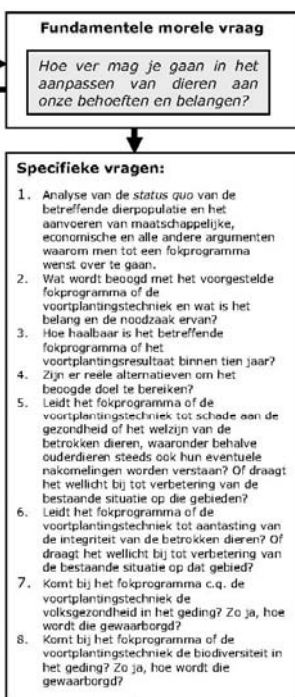 Fundamentele morele vraag
Hoe ver mag je gaan in het
aanpassen van dieren aan
onze behoeften en belangen?
Specifieke vragen:
1. Analyse van de status quo van de
betreffende dierpopulatie en het
aanvoeren van maatschappelijke,
economische en alle andere argumenten
waarom men tot een fokprogramma
wenst over te gaan.
2. Wat wordt beoogd met het voorgestelde
fokprogramma of de
voortplantingstechniek en wat is het
belang en de noodzaak ervan?
3. Hoe haalbaar is het betreffende
fokprogramma of het
voortplantingsresultaat binnen tien jaar?
4. Zijn er reële alternatieven om het
beoogde doel te bereiken?
5. Leidt het fokprogramma of de
voortplantingstechniek tot schade aan de
gezondheid of het welzijn van de
betrokken dieren, waaronder behalve
ouderdieren steeds ook hun eventuele
nakomelingen worden verstaan? Of draagt
het wellicht bij tot verbetering van de
bestaande situatie op die gebieden?
6. Leidt het fokprogramma of de
voortplantingstechniek tot aantasting van
de integriteit van de betrokken dieren? Of
draagt het wellicht bij tot verbetering van
de bestaande situatie op dat gebied?
7. Komt bij het fokprogramma c.q. de
voortplantingstechniek de
volksgezondheid in het geding? Zo ja, hoe
wordt die gewaarborgd?
8. Komt bij het fokprogramma of de
voortplantingstechniek de biodiversiteit in
het geding? Zo ja, hoe wordt die
gewaarborgd?